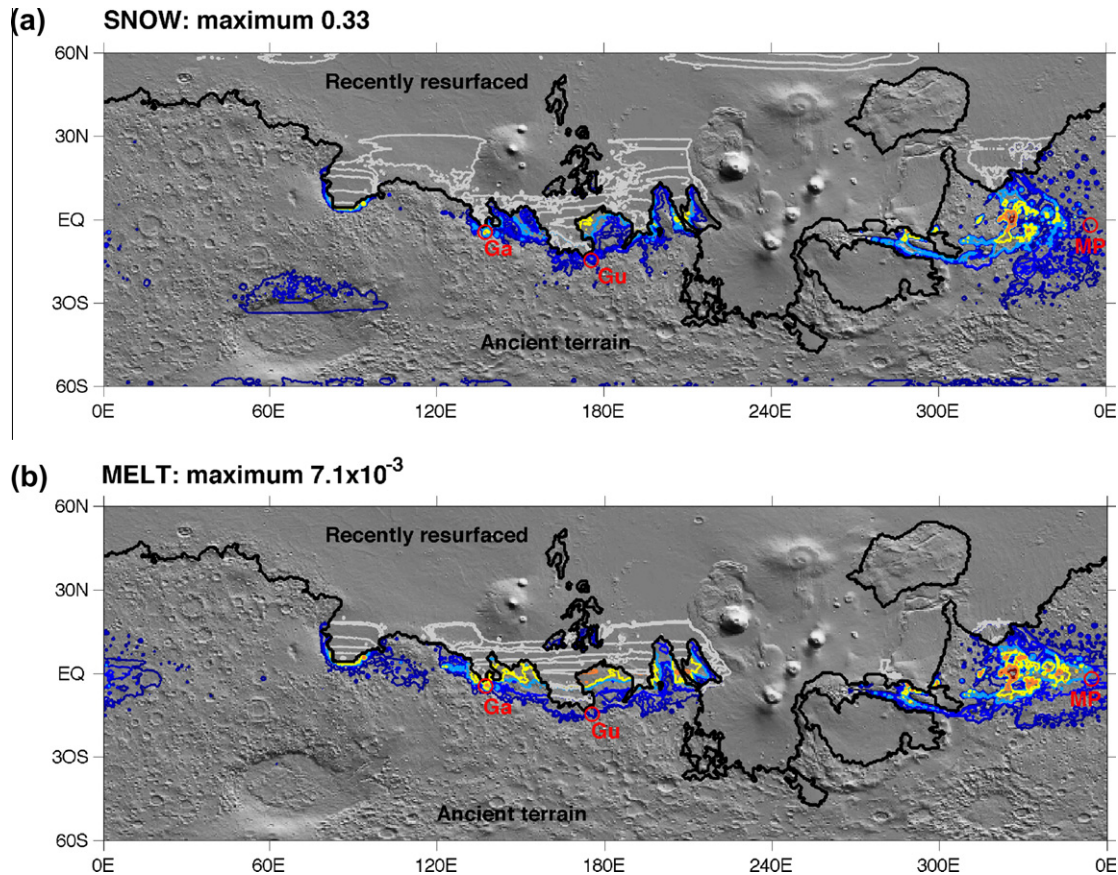 (a)
SNOW: maximum 0.33
60N
30N
EQ
30S
60S
Recently resurfaced
Ancient terrain
Ga
Gu
MP
0E 60E 120E 180E 240E 300E 0E
(b)
MELT: maximum 7.1x10⁻³
60N
30N
EQ
30S
60S
Recently resurfaced
Ancient terrain
Ga
Gu
MP
0E 60E 120E 180E 240E 300E 0E